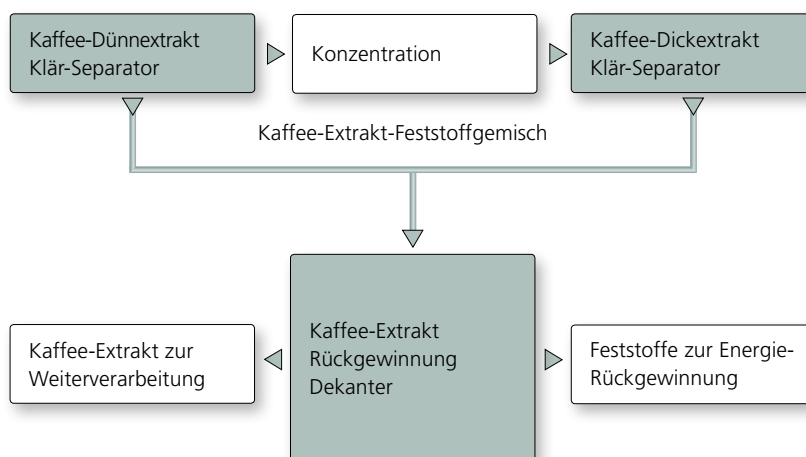 Kaffee-Dünnextrakt
Klär-Separator
Konzentration
Kaffee-Dickextrakt
Klär-Separator
Kaffee-Extrakt-Feststoffgemisch
Kaffee-Extrakt zur
Weiterverarbeitung
Kaffee-Extrakt
Rückgewinnung
Dekanter
Feststoffe zur Energie-
Rückgewinnung